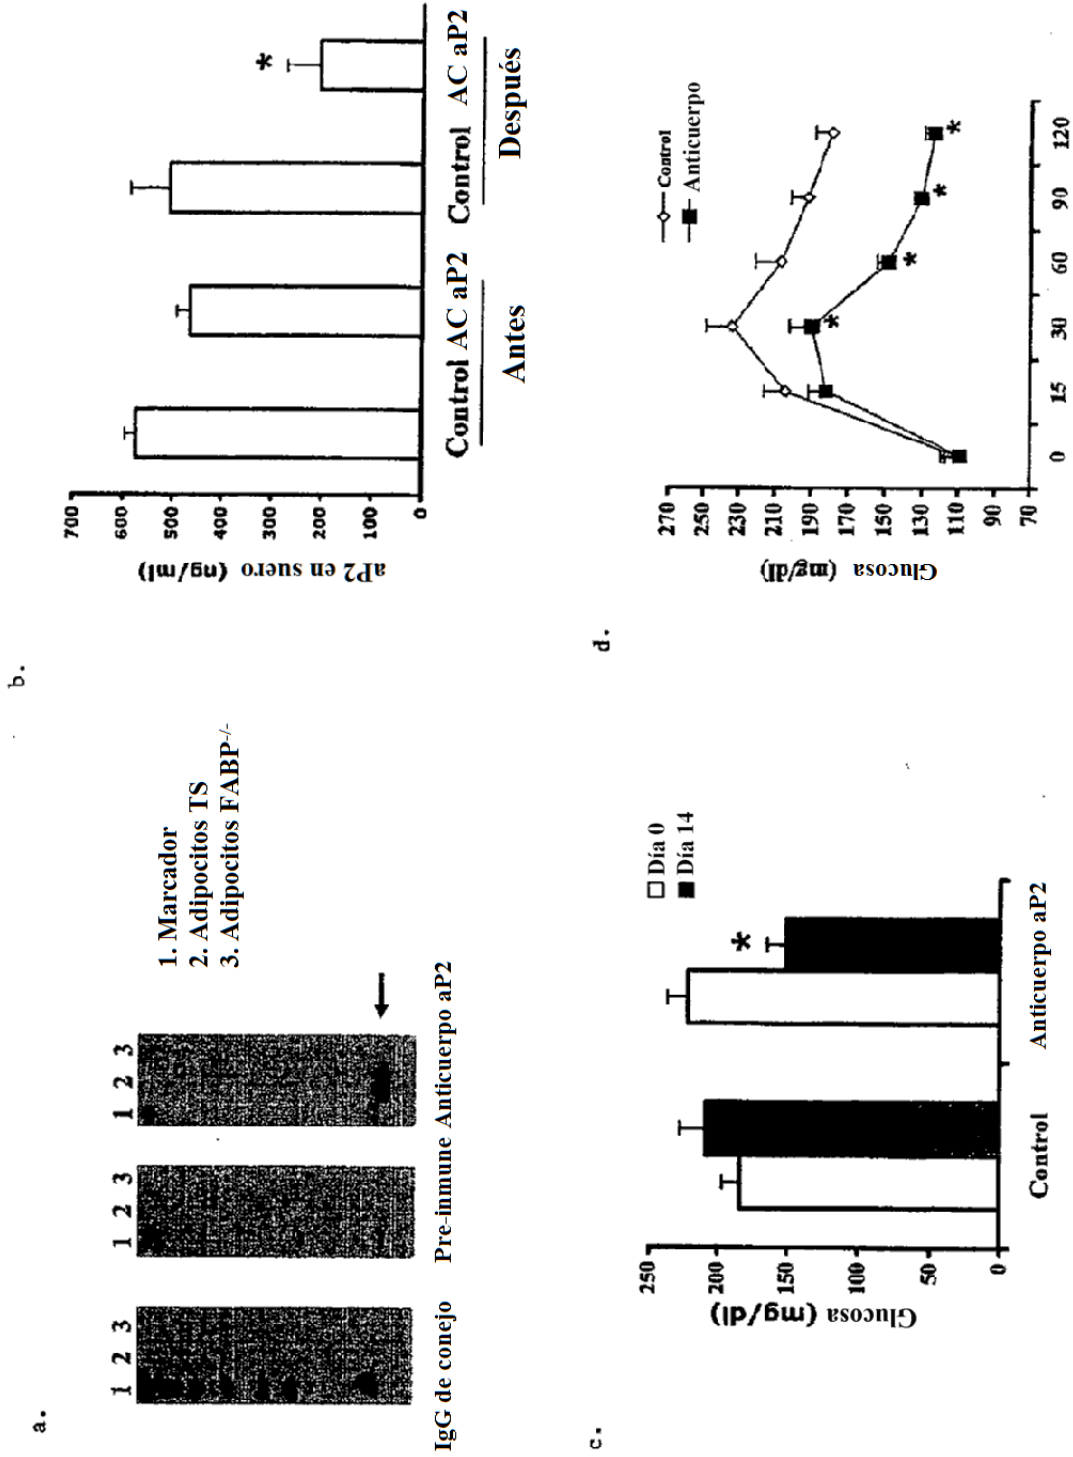 a.
1 2 3
1 2 3
1 2 3
IgG de conejo
Pre-inmune
Anticuerpo aP2
1. Marcador
2. Adipocitos TS
3. Adipocitos FABP-/-
b.
aP2 en suero (ng/ml)
700
600
500
400
300
200
100
0
*
Control AC aP2 Control AC aP2
Antes Después
c.
Glucosa (mg/dl)
250
200
150
100
50
0
*
Día 0
Día 14
Control Anticuerpo aP2
d.
Glucosa (mg/dl)
270
250
230
210
190
170
150
130
110
90
70
Control
Anticuerpo
* * * *
0 15 30 60 90 120